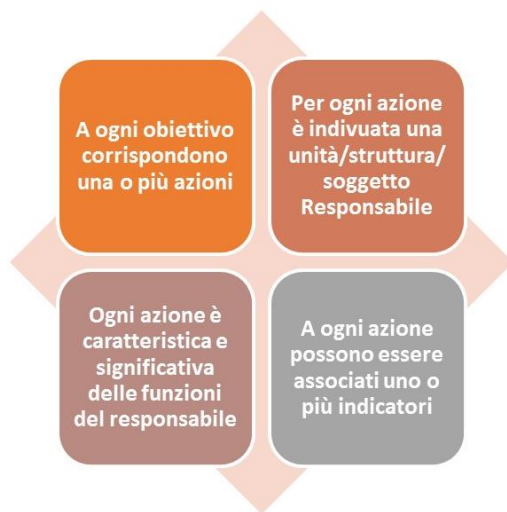 A ogni obiettivo
corrispondono
una o più azioni
Per ogni azione
è indivuata una
unità/struttura/
soggetto
Responsabile
Ogni azione è
caratteristica e
significativa
delle funzioni
del responsabile
A ogni azione
possono essere
associati uno o
più indicatori